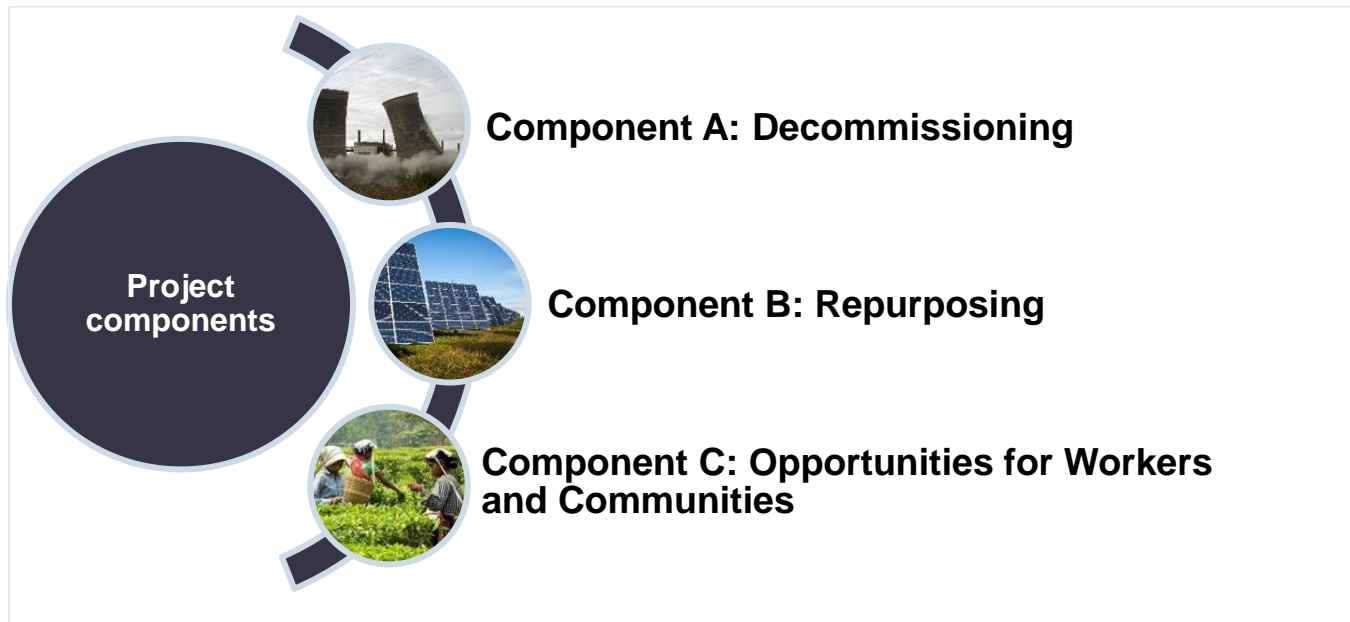 Project
components
Component A: Decommissioning
Component B: Repurposing
Component C: Opportunities for Workers
and Communities